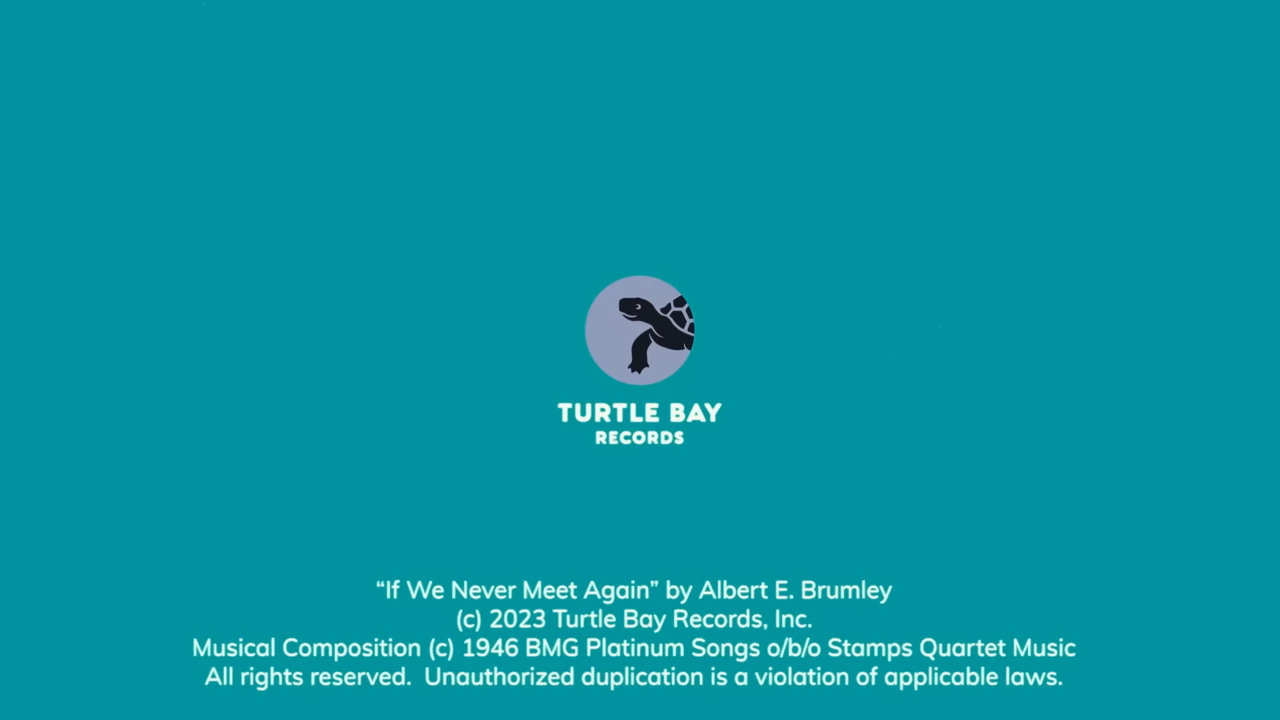 TURTLE BAY
RECORDS
“If We Never Meet Again” by Albert E. Brumley
(c) 2023 Turtle Bay Records, Inc.
Musical Composition (c) 1946 BMG Platinum Songs o/b/o Stamps Quartet Music
All rights reserved.  Unauthorized duplication is a violation of applicable laws.